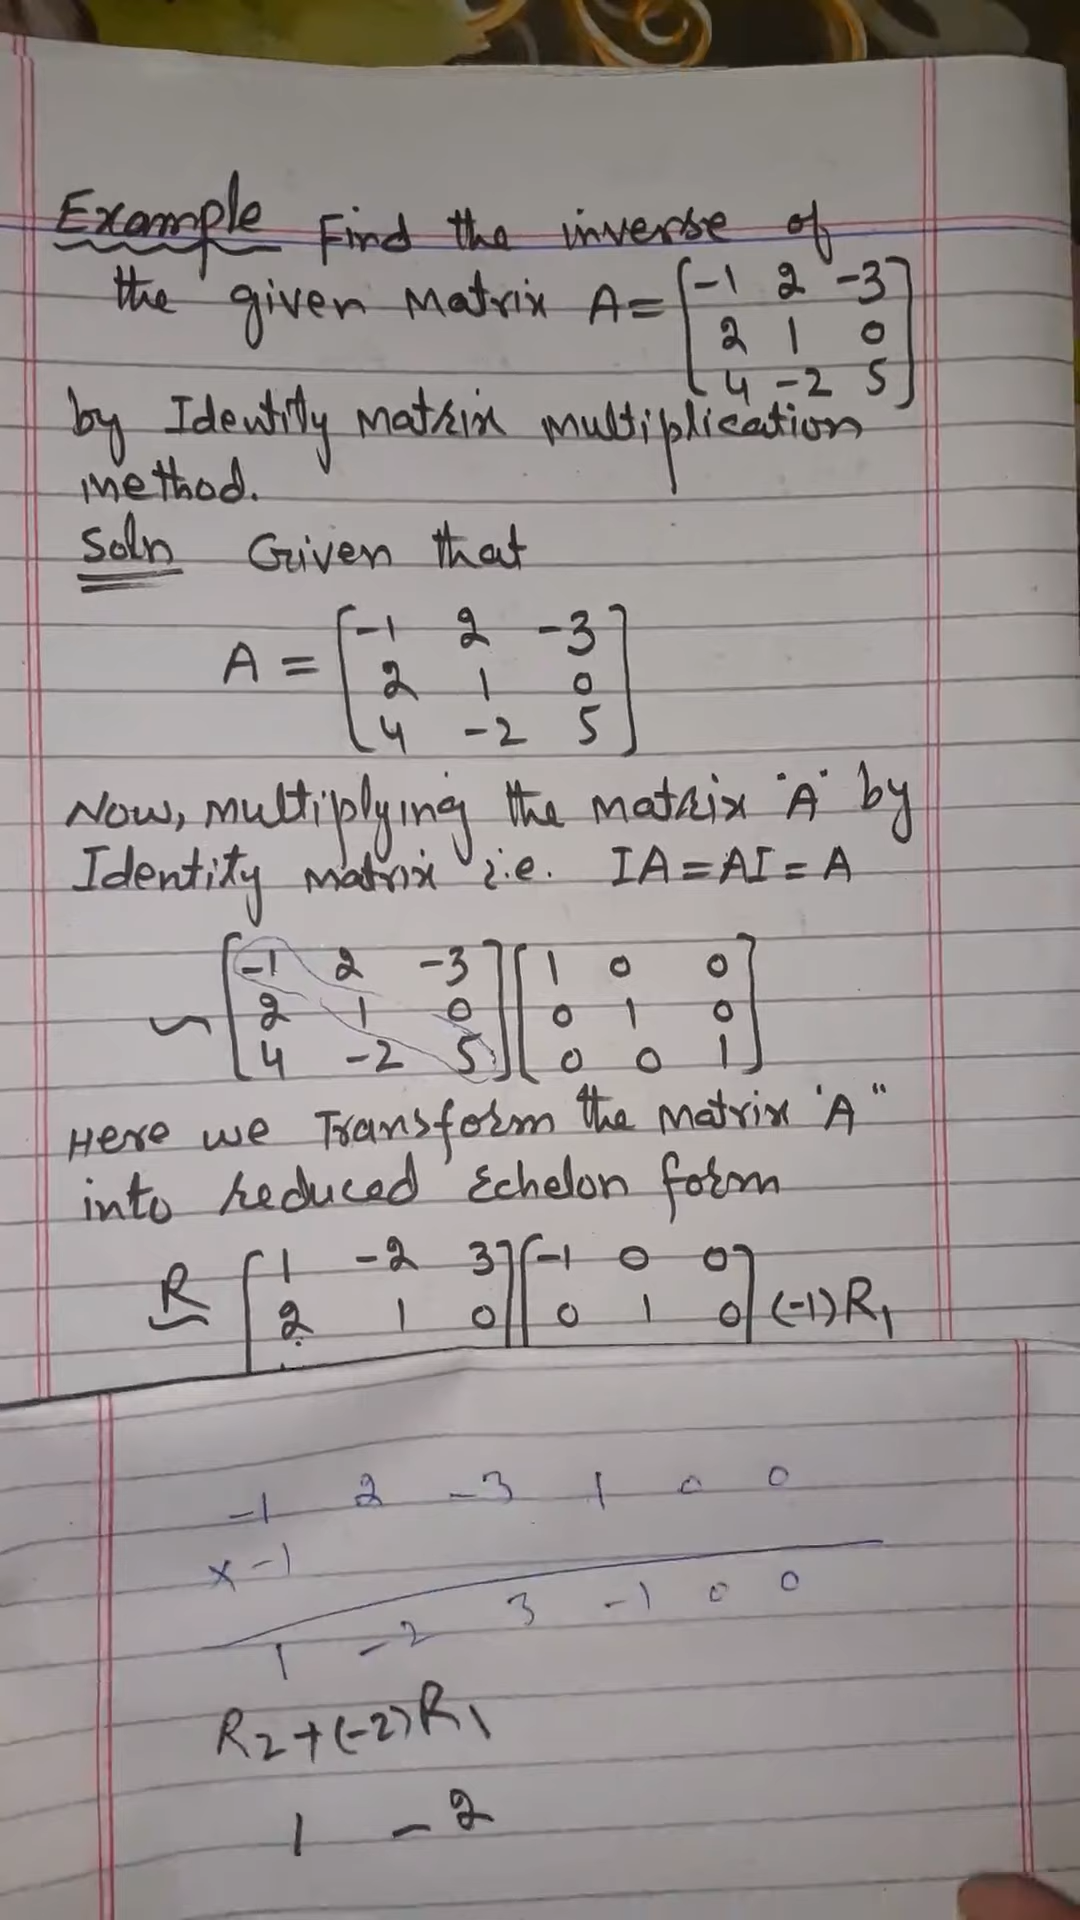 Example Find the inverse of
the given Matrix A = [-1 2 -3
2 1 0
4 -2 5]
by Identity Matrix multiplication
method.
Soln Given that
A = [-1 2 -3
2 1 0
4 -2 5]
Now, multiplying the matrix "A" by
Identity matrix i.e. IA = AI = A
~ [-1 2 -3] [1 0 0]
2 1 0 0 1 0
4 -2 5 0 0 1
Here we Transform the Matrix 'A"
into reduced Echelon form
R ~ [1 -2 3] [-1 0 0]
2 1 0 0 1 0 (-1)R₁
-1 2 -3 1 0 0
x -1
1 -2 3 -1 0 0
R₂+(-2)R₁
1 -2